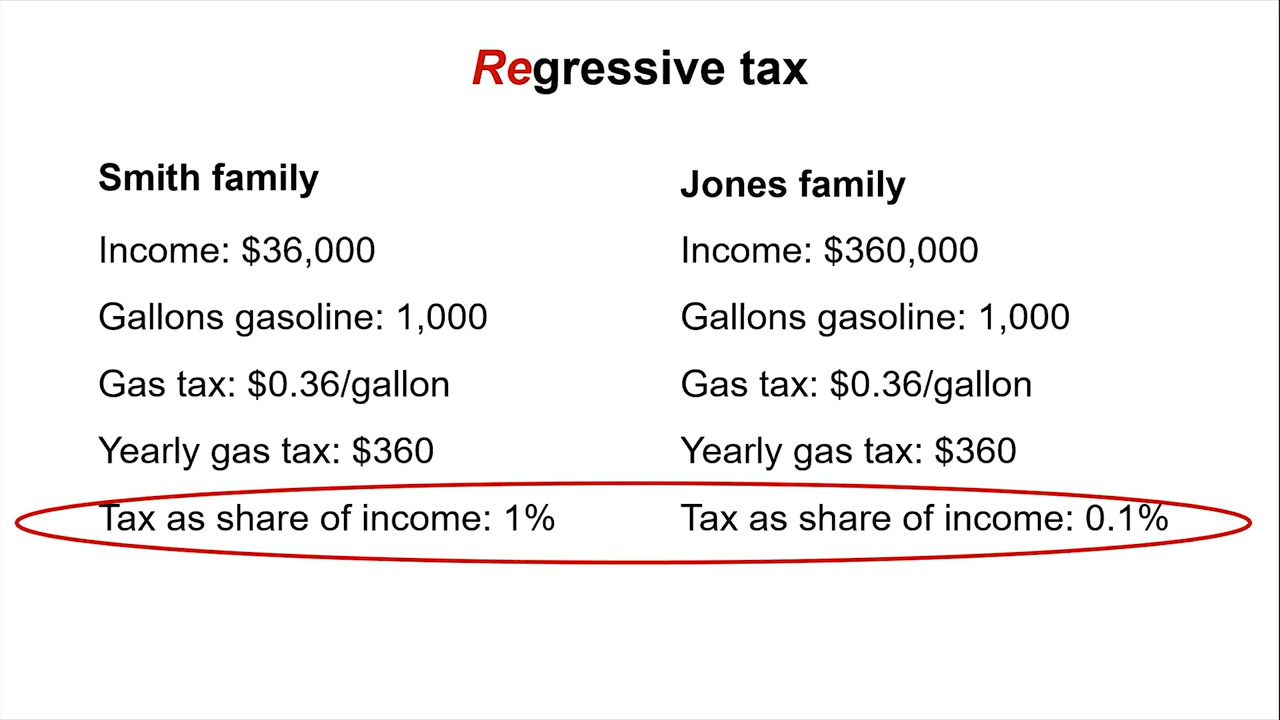 Regressive tax
Smith family
Income: $36,000
Gallons gasoline: 1,000
Gas tax: $0.36/gallon
Yearly gas tax: $360
Tax as share of income: 1%
Jones family
Income: $360,000
Gallons gasoline: 1,000
Gas tax: $0.36/gallon
Yearly gas tax: $360
Tax as share of income: 0.1%